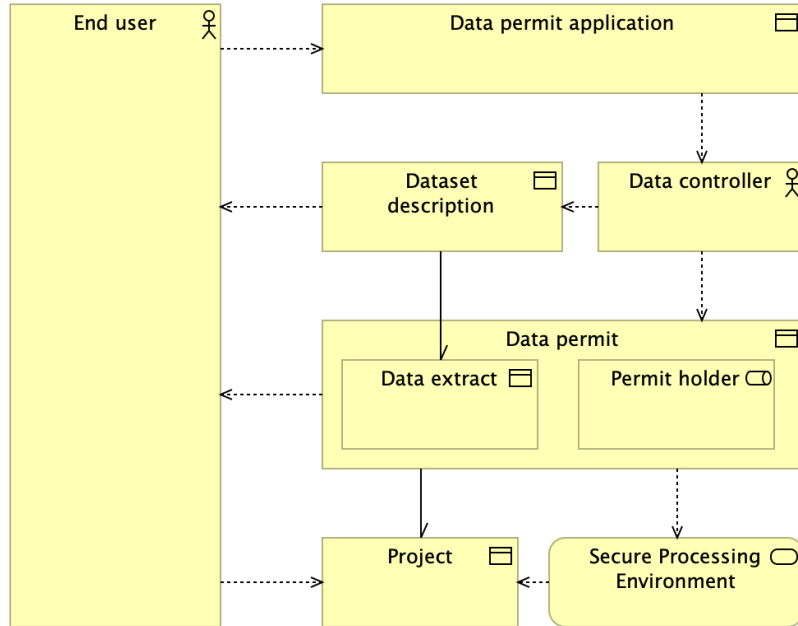 End user
Data permit application
Dataset
description
Data controller
Data permit
Data extract
Permit holder
Project
Secure Processing
Environment